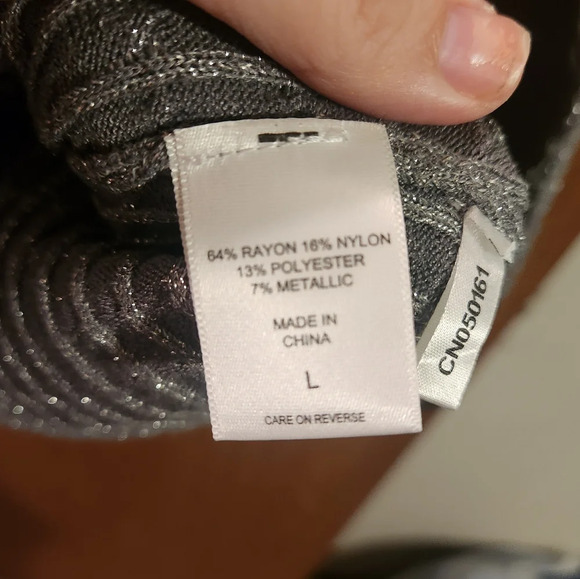 64% RAYON 16% NYLON
13% POLYESTER
7% METALLIC
MADE IN
CHINA
L
CARE ON REVERSE
CN050161